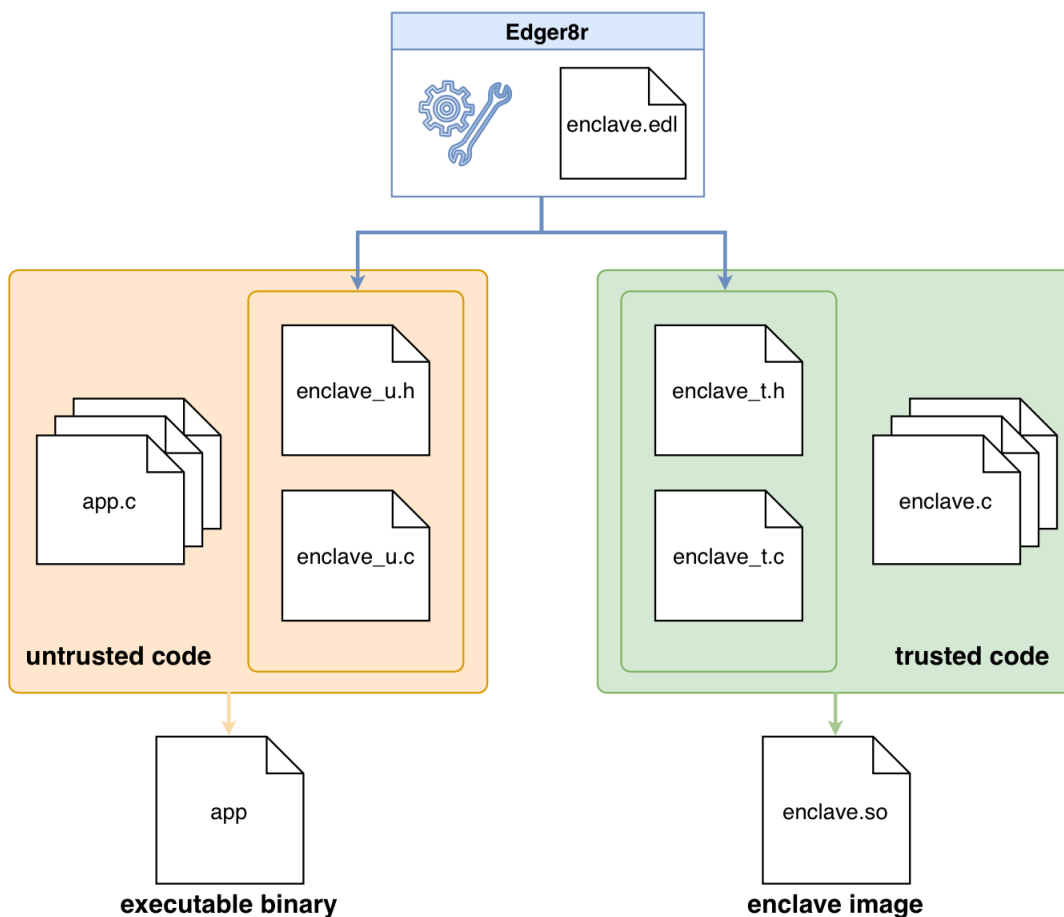 Edger8r
enclave.edl
enclave_u.h
app.c
enclave_u.c
untrusted code
enclave_t.h
enclave.c
enclave_t.c
trusted code
app
executable binary
enclave.so
enclave image